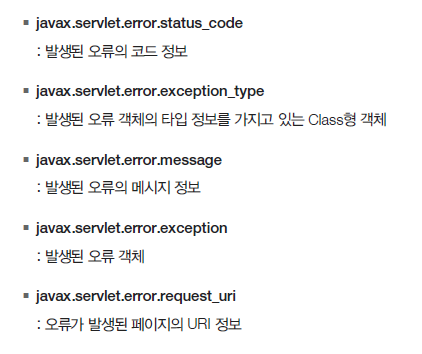 ▪ javax.servlet.error.status_code
: 발생된 오류의 코드 정보
▪ javax.servlet.error.exception_type
: 발생된 오류 객체의 타입 정보를 가지고 있는 Class형 객체
▪ javax.servlet.error.message
: 발생된 오류의 메시지 정보
▪ javax.servlet.error.exception
: 발생된 오류 객체
▪ javax.servlet.error.request_uri
: 오류가 발생된 페이지의 URI 정보